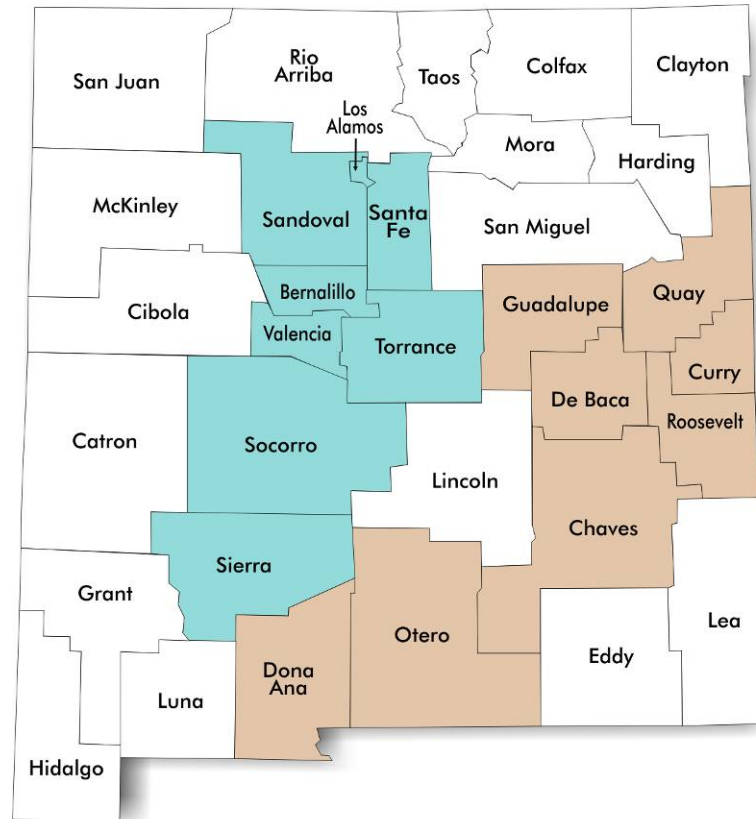 San Juan
Rio
Arriba
Taos
Colfax
Clayton
Los
Alamos
Mora
Harding
McKinley
Sandoval
Santa
Fe
San Miguel
Cibola
Bernalillo
Valencia
Torrance
Guadalupe
Quay
Curry
De Baca
Roosevelt
Catron
Socorro
Lincoln
Chaves
Sierra
Grant
Otero
Lea
Dona
Ana
Eddy
Luna
Hidalgo